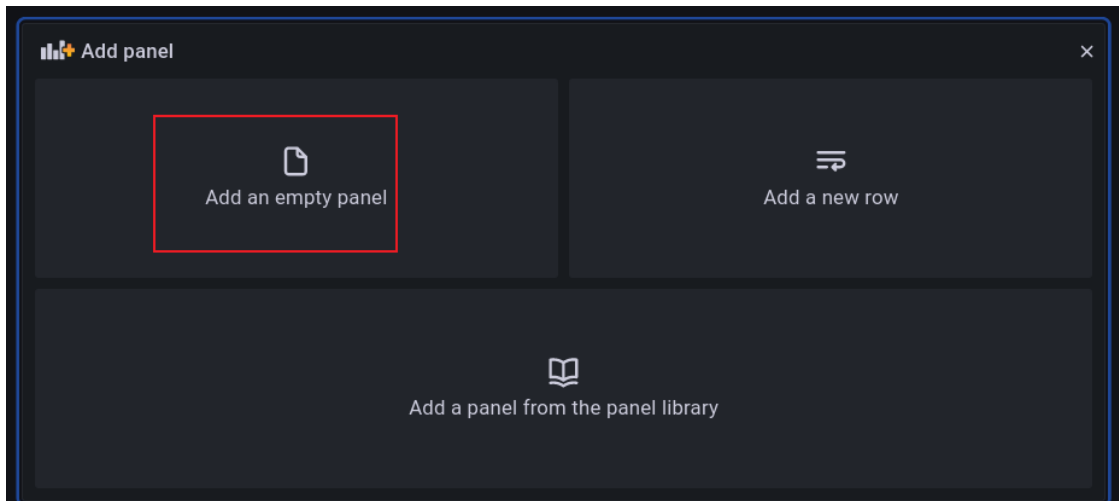 Add panel
Add an empty panel
Add a new row
Add a panel from the panel library